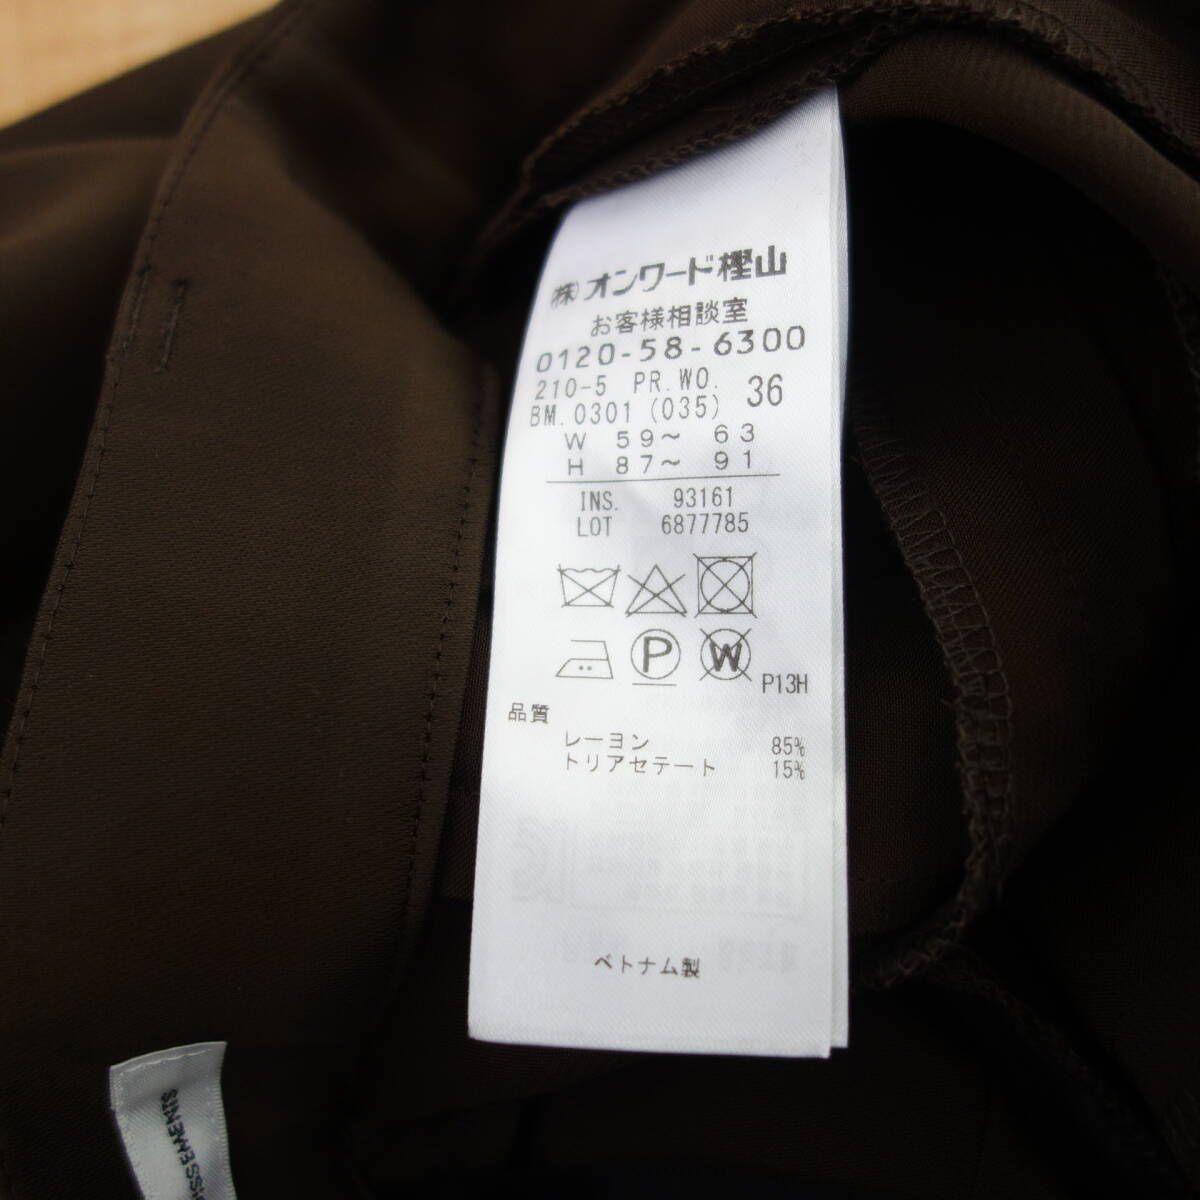 ㈱オンワード樫山
お客様相談室
0120-58-6300
210-5 PR.WO. 36
BM.0301 (035)
W 59～ 63
H 87～ 91
INS. 93161
LOT 6877785
P
W
P13H
品質
レーヨン 85%
トリアセテート 15%
ベトナム製